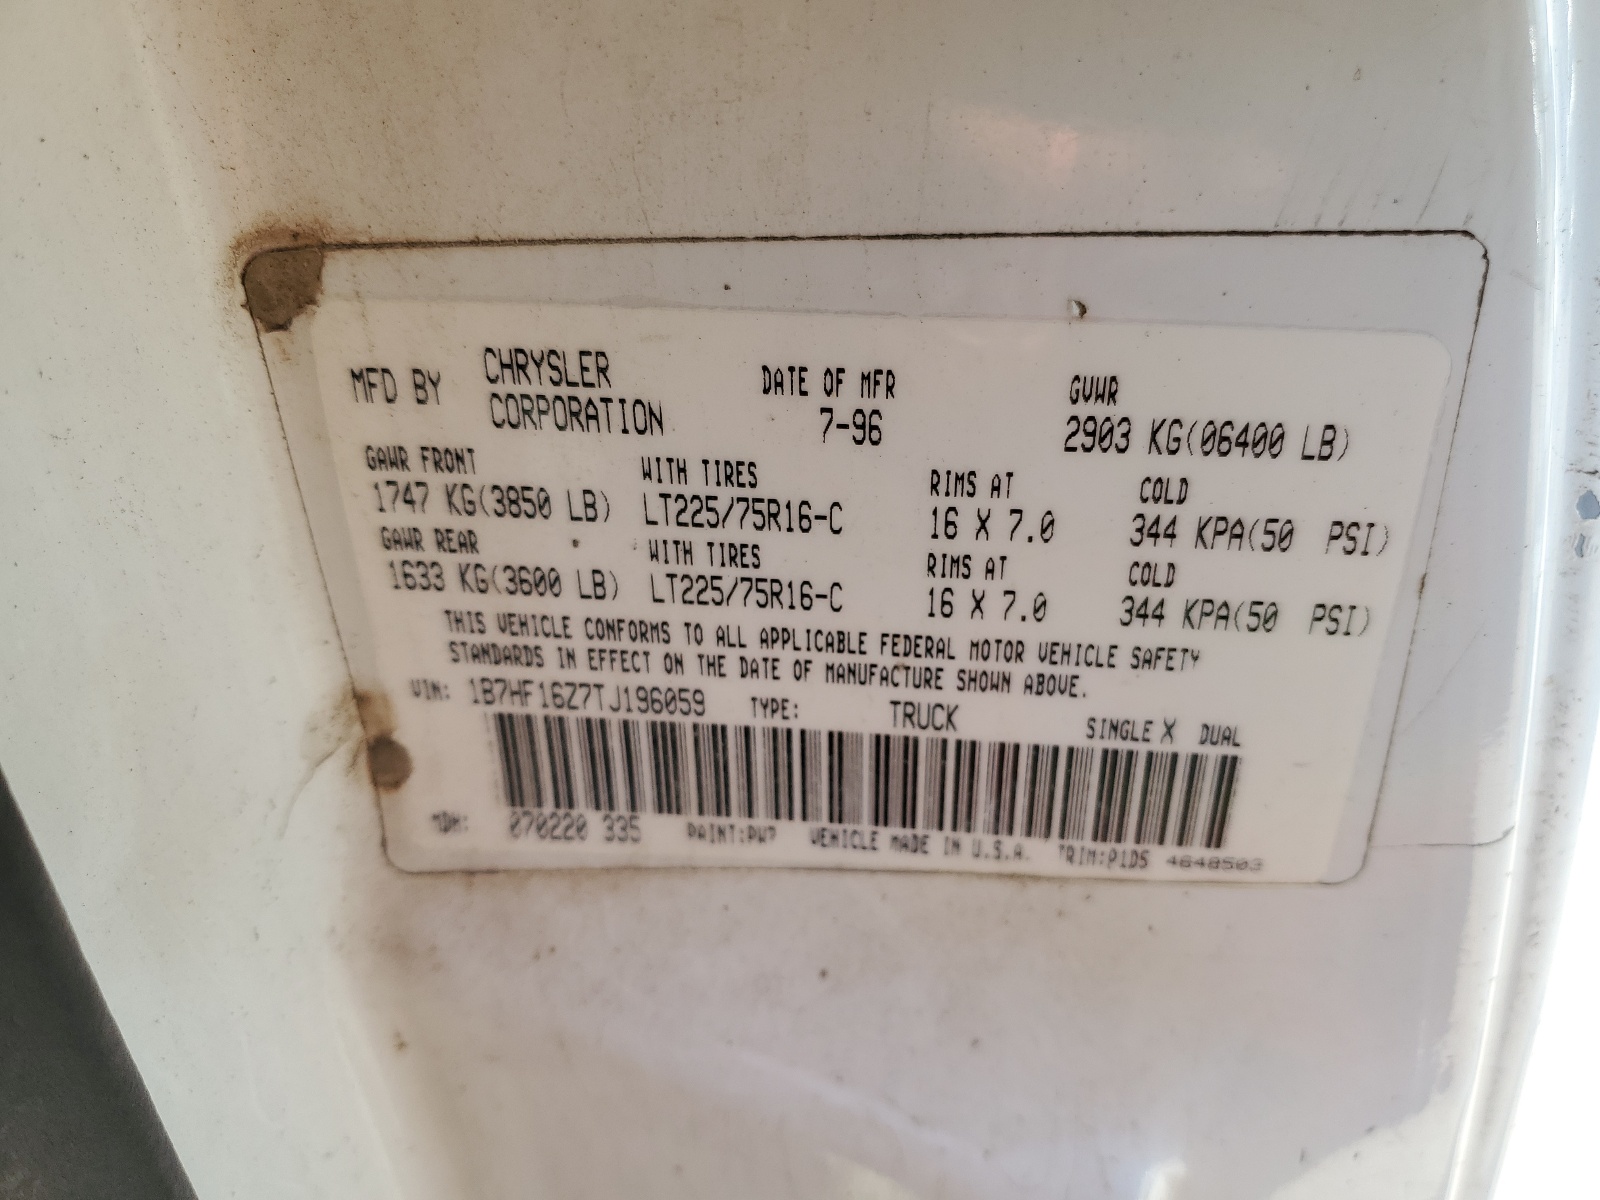 MFD BY CHRYSLER CORPORATION DATE OF MFR 7-96 GVWR 2903 KG(06400 LB)
GAWR FRONT WITH TIRES RIMS AT COLD
1747 KG(3850 LB) LT225/75R16-C 16 X 7.0 344 KPA(50 PSI)
GAWR REAR WITH TIRES RIMS AT COLD
1633 KG(3600 LB) LT225/75R16-C 16 X 7.0 344 KPA(50 PSI)
THIS VEHICLE CONFORMS TO ALL APPLICABLE FEDERAL MOTOR VEHICLE SAFETY
STANDARDS IN EFFECT ON THE DATE OF MANUFACTURE SHOWN ABOVE.
VIN: 1B7HF16Z7TJ196059 TYPE: TRUCK SINGLE X DUAL
MDH: 070220 335 PAINT:PW7 VEHICLE MADE IN U.S.A. TRIM:P1D5 4648503